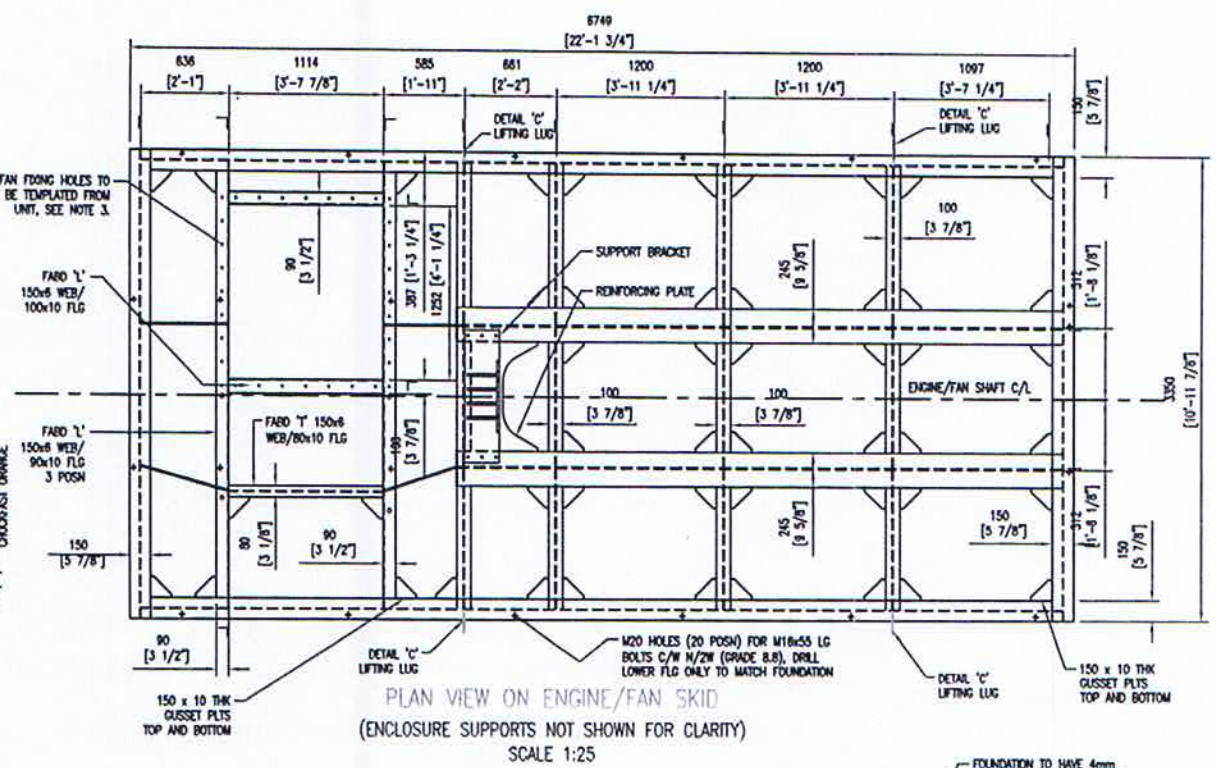 6749
[22'-1 3/4"]
636
[2'-1"]
1114
[3'-7 7/8"]
585
[1'-11"]
661
[2'-2"]
1200
[3'-11 1/4"]
1200
[3'-11 1/4"]
1097
[3'-7 1/4"]
150
[5 7/8"]
DETAIL 'C'
LIFTING LUG
DETAIL 'C'
LIFTING LUG
FAN FIXING HOLES TO
BE TEMPLATED FROM
UNIT, SEE NOTE 3.
90
[3 1/2"]
387 [1'-3 1/4"]
1252 [4'-1 1/4"]
SUPPORT BRACKET
REINFORCING PLATE
245
[9 5/8"]
100
[3 7/8"]
[1'-8 1/8"]
FABD 'L'
150x6 WEB/
100x10 FLG
ENGINE/FAN SHAFT C/L
3350
[10'-11 7/8"]
100
[3 7/8"]
100
[3 7/8"]
FABD 'T' 150x6
WEB/80x10 FLG
100
[3 7/8"]
FABD 'L'
150x6 WEB/
90x10 FLG
3 POSN
CHOCKFAST ORANGE
150
[5 7/8"]
80
[3 1/8"]
90
[3 1/2"]
245
[9 5/8"]
150
[5 7/8"]
[1'-8 1/8"]
150
[5 7/8"]
90
[3 1/2"]
DETAIL 'C'
LIFTING LUG
M20 HOLES (20 POSN) FOR M16x55 LG
BOLTS C/W N/2W (GRADE 8.8), DRILL
LOWER FLG ONLY TO MATCH FOUNDATION
DETAIL 'C'
LIFTING LUG
150 x 10 THK
GUSSET PLTS
TOP AND BOTTOM
150 x 10 THK
GUSSET PLTS
TOP AND BOTTOM
PLAN VIEW ON ENGINE/FAN SKID
(ENCLOSURE SUPPORTS NOT SHOWN FOR CLARITY)
SCALE 1:25
FOUNDATION TO HAVE 4mm